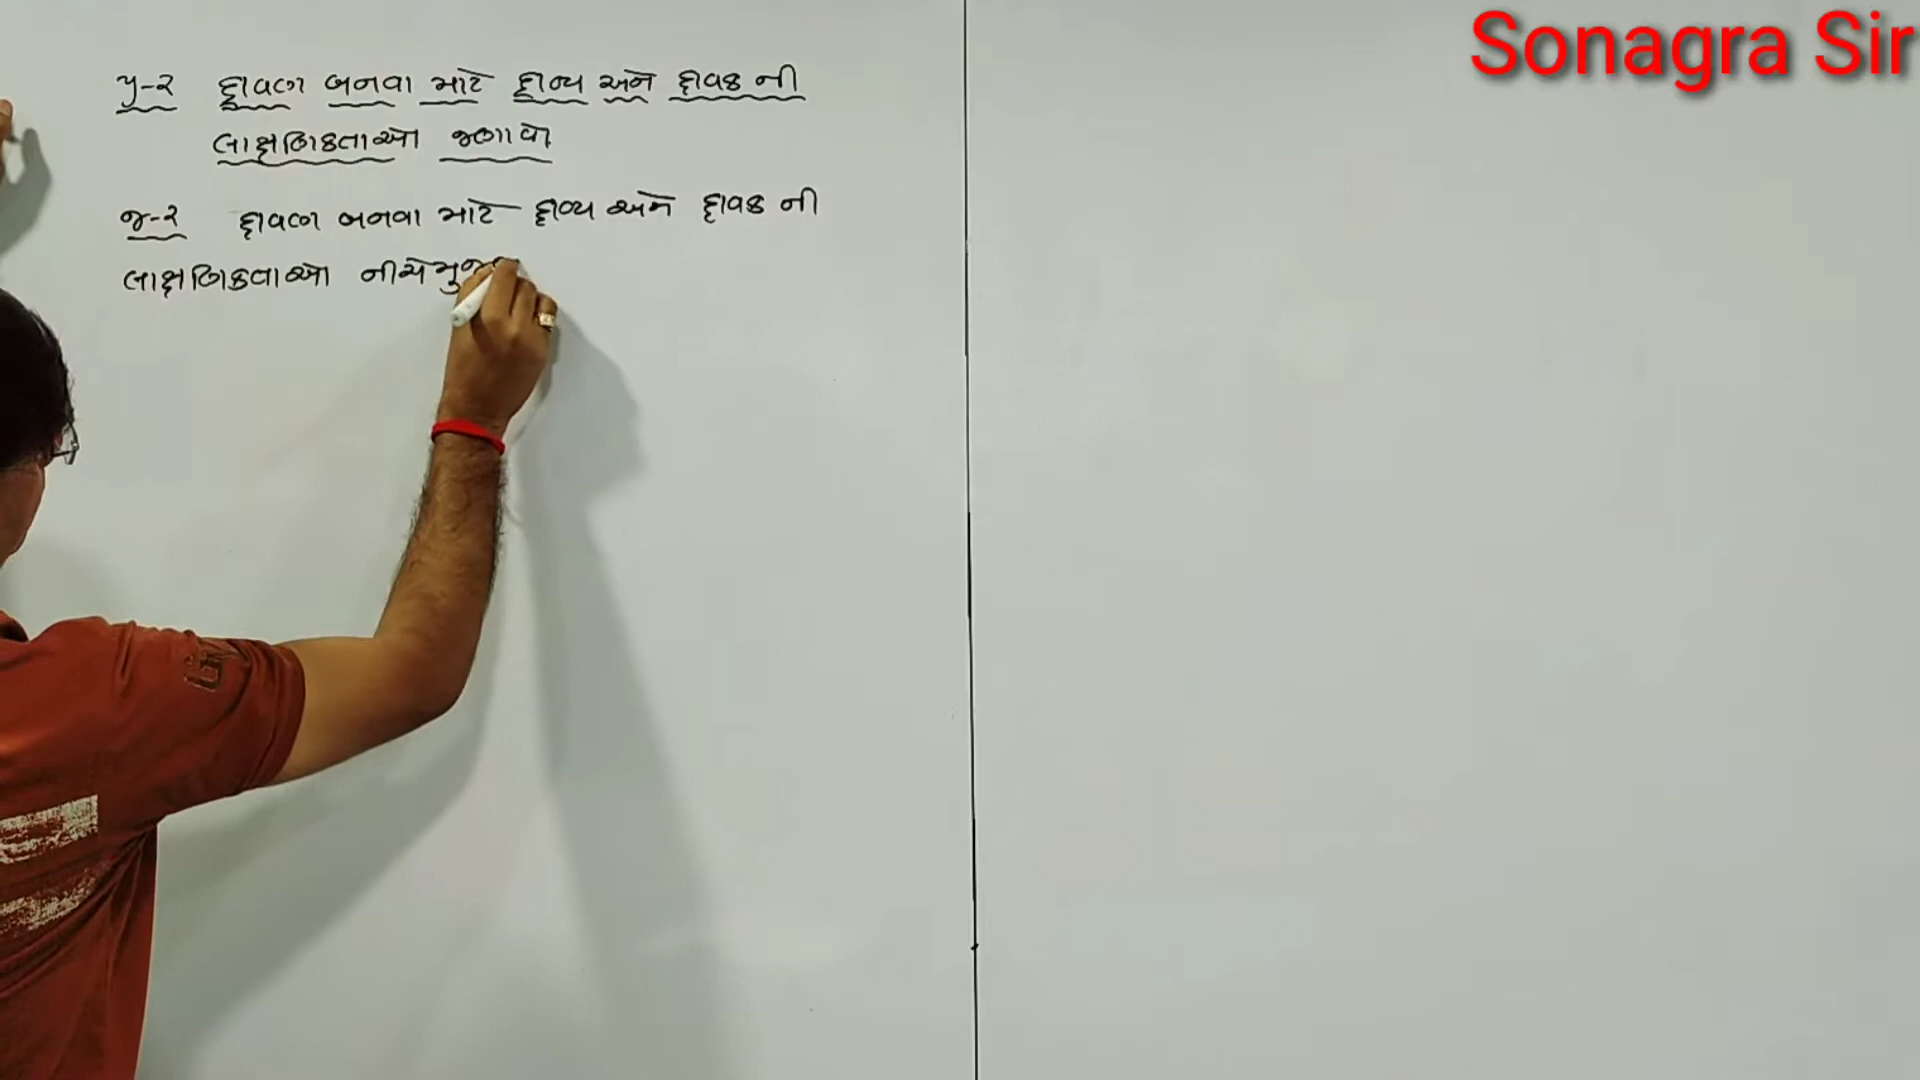 Sonagra Sir
પ્ર-૨ દ્રાવણ બનવા માટે દ્રાવ્ય અને દ્રાવક ની
લાક્ષણિકતાઓ જણાવો
જ-૨ દ્રાવણ બનવા માટે દ્રાવ્ય અને દ્રાવક ની
લાક્ષણિકતાઓ નીચે